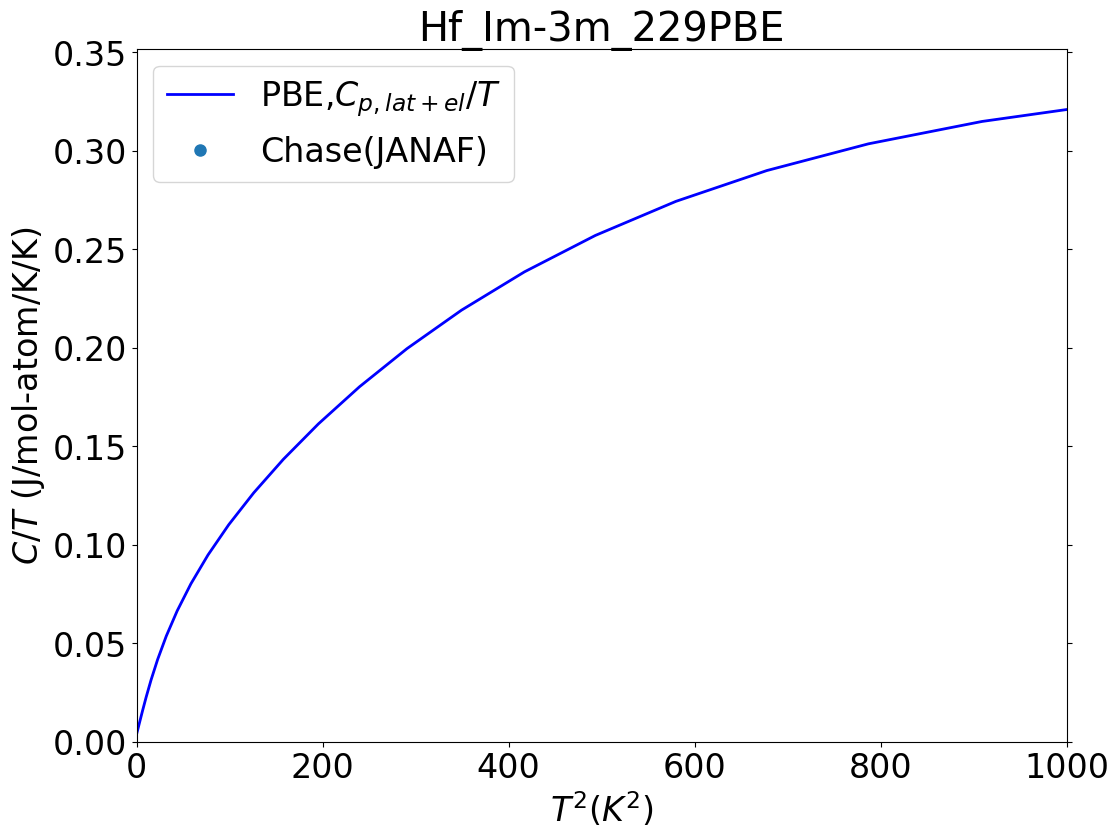 Hf_Im-3m_229PBE
PBE,$C_{p,lat+el}/T$
Chase(JANAF)
0.35
0.30
0.25
0.20
0.15
0.10
0.05
0.00
C/T (J/mol-atom/K/K)
0 200 400 600 800 1000
$T^2(K^2)$